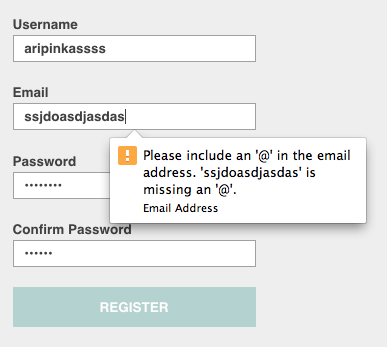 Username
aripinkassss
Email
ssjdoasdjasdas
Please include an '@' in the email
address. 'ssjdoasdjasdas' is
missing an '@'.
Email Address
Password
••••••••
Confirm Password
••••••
REGISTER